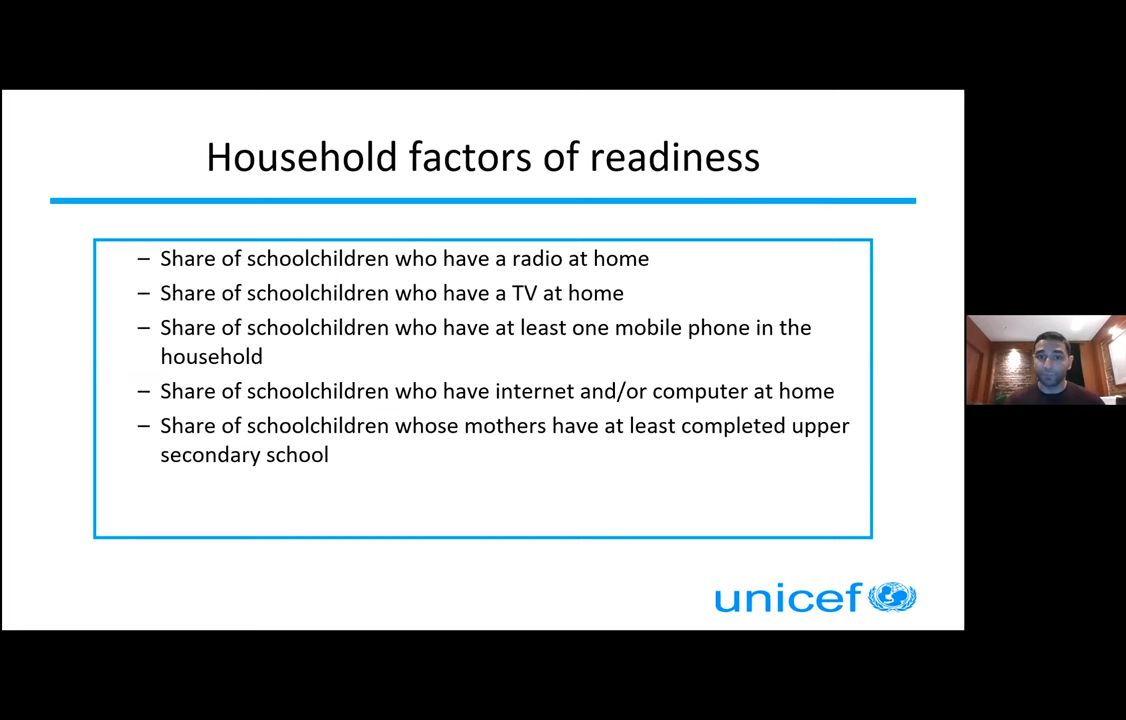 Household factors of readiness
– Share of schoolchildren who have a radio at home
– Share of schoolchildren who have a TV at home
– Share of schoolchildren who have at least one mobile phone in the
household
– Share of schoolchildren who have internet and/or computer at home
– Share of schoolchildren whose mothers have at least completed upper
secondary school
unicef